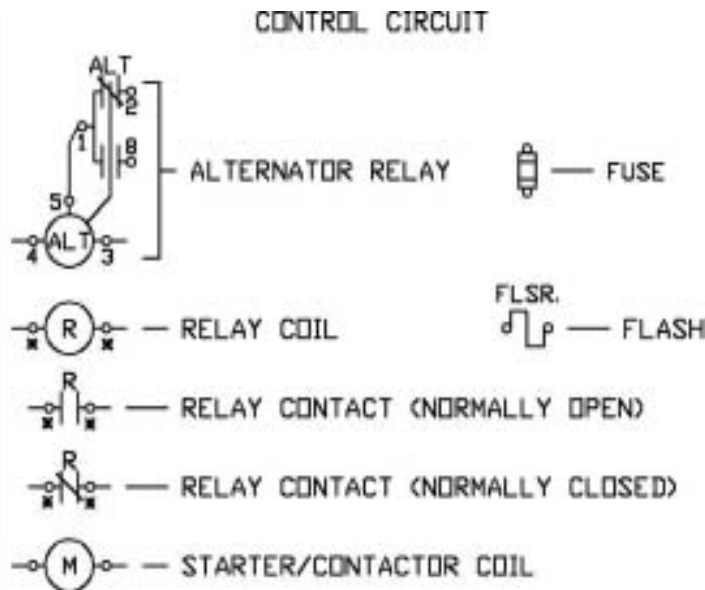 CONTROL CIRCUIT
ALT
2
1
8
ALTERNATOR RELAY
FUSE
5
ALT
4
3
FLSR.
R
* *
RELAY COIL
FLASH
R
* *
RELAY CONTACT (NORMALLY OPEN)
R
* *
RELAY CONTACT (NORMALLY CLOSED)
M
STARTER/CONTACTOR COIL